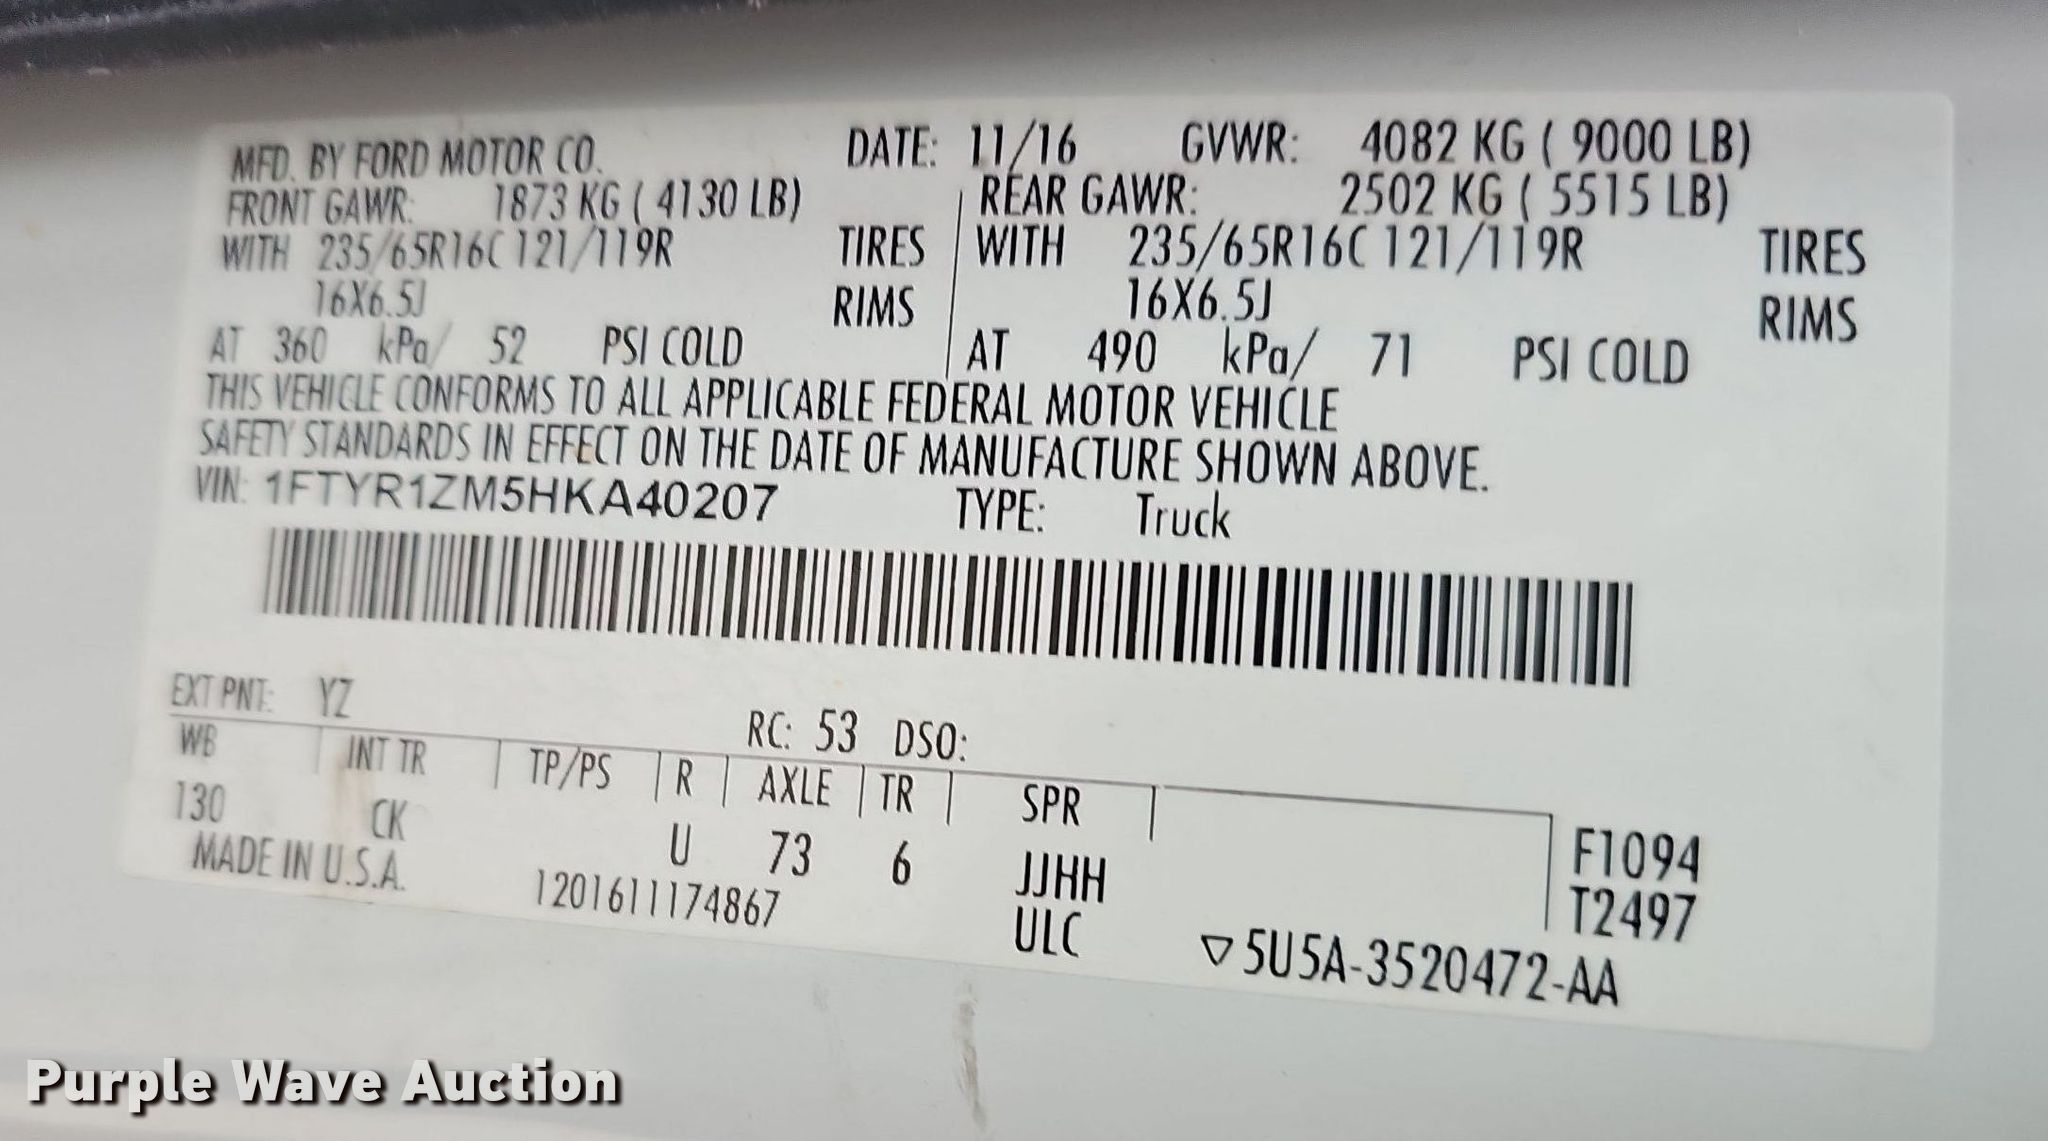 MFD. BY FORD MOTOR CO. DATE: 11/16 GVWR: 4082 KG ( 9000 LB)
FRONT GAWR: 1873 KG ( 4130 LB) REAR GAWR: 2502 KG ( 5515 LB)
WITH 235/65R16C 121/119R TIRES WITH 235/65R16C 121/119R TIRES
16X6.5J RIMS 16X6.5J RIMS
AT 360 kPa/ 52 PSI COLD AT 490 kPa/ 71 PSI COLD
THIS VEHICLE CONFORMS TO ALL APPLICABLE FEDERAL MOTOR VEHICLE
SAFETY STANDARDS IN EFFECT ON THE DATE OF MANUFACTURE SHOWN ABOVE.
VIN: 1FTYR1ZM5HKA40207 TYPE: Truck
EXT PNT: YZ RC: 53 DSO:
WB INT TR TP/PS R AXLE TR SPR
130 CK U 73 6 JJHH F1094
MADE IN U.S.A. 1201611174867 ULC T2497
5U5A-3520472-AA
Purple Wave Auction